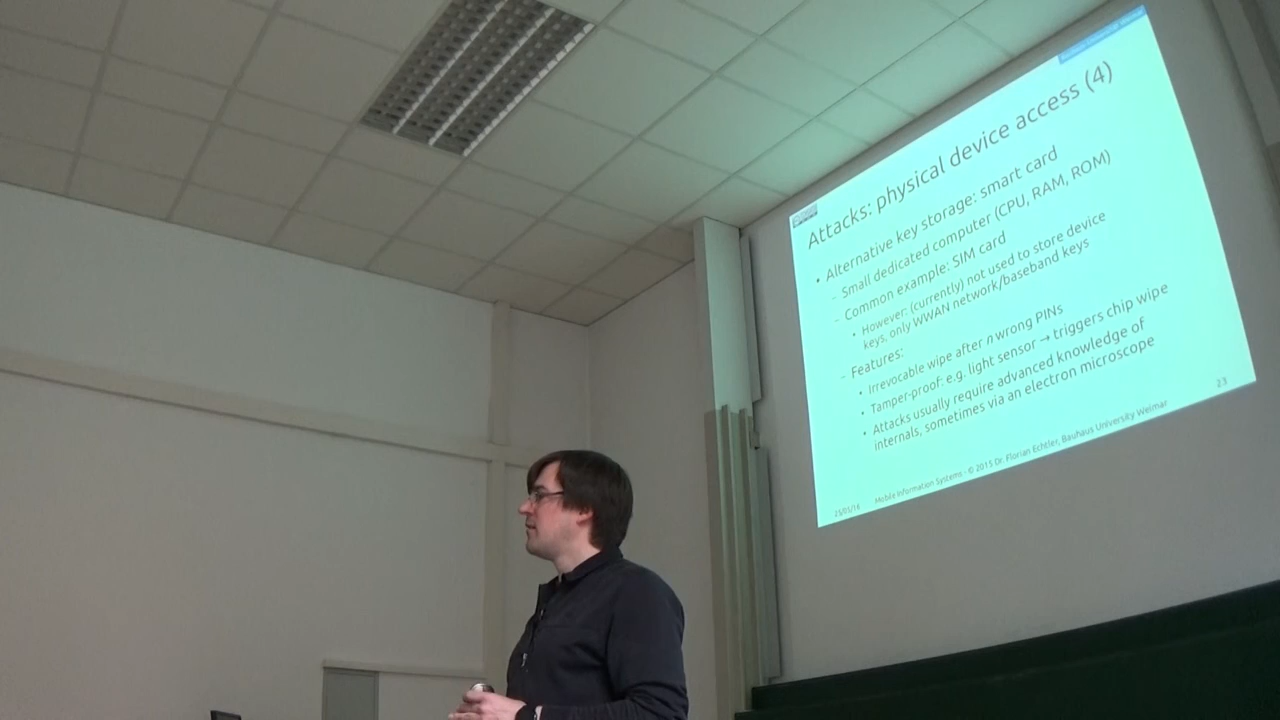 Attacks: physical device access (4)
• Alternative key storage: smart card
– Small dedicated computer (CPU, RAM, ROM)
– Common example: SIM card
• However: (currently) not used to store device
keys, only WWAN network/baseband keys
– Features:
• Irrevocable wipe after n wrong PINs
• Tamper-proof: e.g. light sensor → triggers chip wipe
• Attacks usually require advanced knowledge of
internals, sometimes via an electron microscope
25/05/16 Mobile Information Systems - © 2015 Dr. Florian Echtler, Bauhaus University Weimar 23